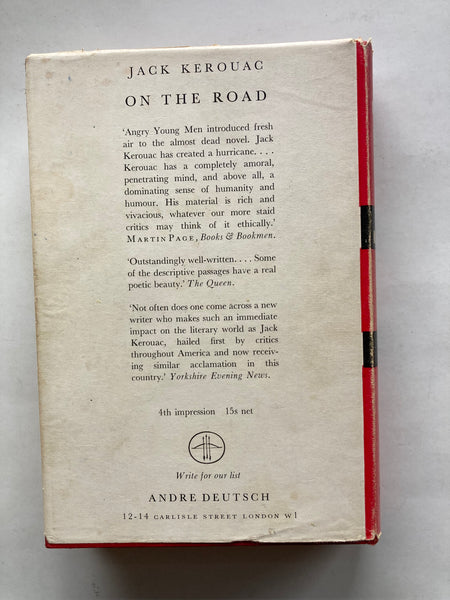 JACK KEROUAC
ON THE ROAD
'Angry Young Men introduced fresh
air to the almost dead novel. Jack
Kerouac has created a hurricane. . . .
Kerouac has a completely amoral,
penetrating mind, and above all, a
dominating sense of humanity and
humour. His material is rich and
vivacious, whatever our more staid
critics may think of it ethically.'
MARTIN PAGE, Books & Bookmen.
'Outstandingly well-written. . . . Some
of the descriptive passages have a real
poetic beauty.' The Queen.
'Not often does one come across a new
writer who makes such an immediate
impact on the literary world as Jack
Kerouac, hailed first by critics
throughout America and now receiv-
ing similar acclamation in this
country.' Yorkshire Evening News.
4th impression 15s net
Write for our list
ANDRE DEUTSCH
12-14 CARLISLE STREET LONDON W1